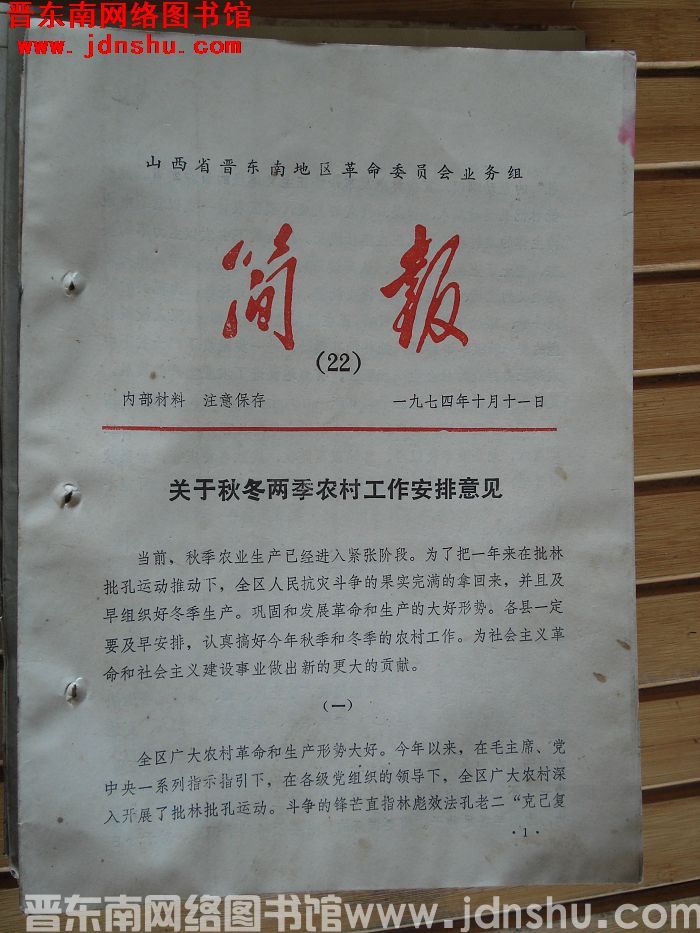 晋东南网络图书馆
www.jdnshu.com
山西省晋东南地区革命委员会业务组
简报
(22)
内部材料 注意保存 一九七四年十月十一日
关于秋冬两季农村工作安排意见
当前，秋季农业生产已经进入紧张阶段。为了把一年来在批林
批孔运动推动下，全区人民抗灾斗争的果实完满的拿回来，并且及
早组织好冬季生产。巩固和发展革命和生产的大好形势。各县一定
要及早安排，认真搞好今年秋季和冬季的农村工作。为社会主义革
命和社会主义建设事业做出新的更大的贡献。
(一)
全区广大农村革命和生产形势大好。今年以来，在毛主席、党
中央一系列指示指引下，在各级党组织的领导下，全区广大农村深
入开展了批林批孔运动。斗争的锋芒直指林彪效法孔老二“克己复
·1·
晋东南网络图书馆www.jdnshu.com